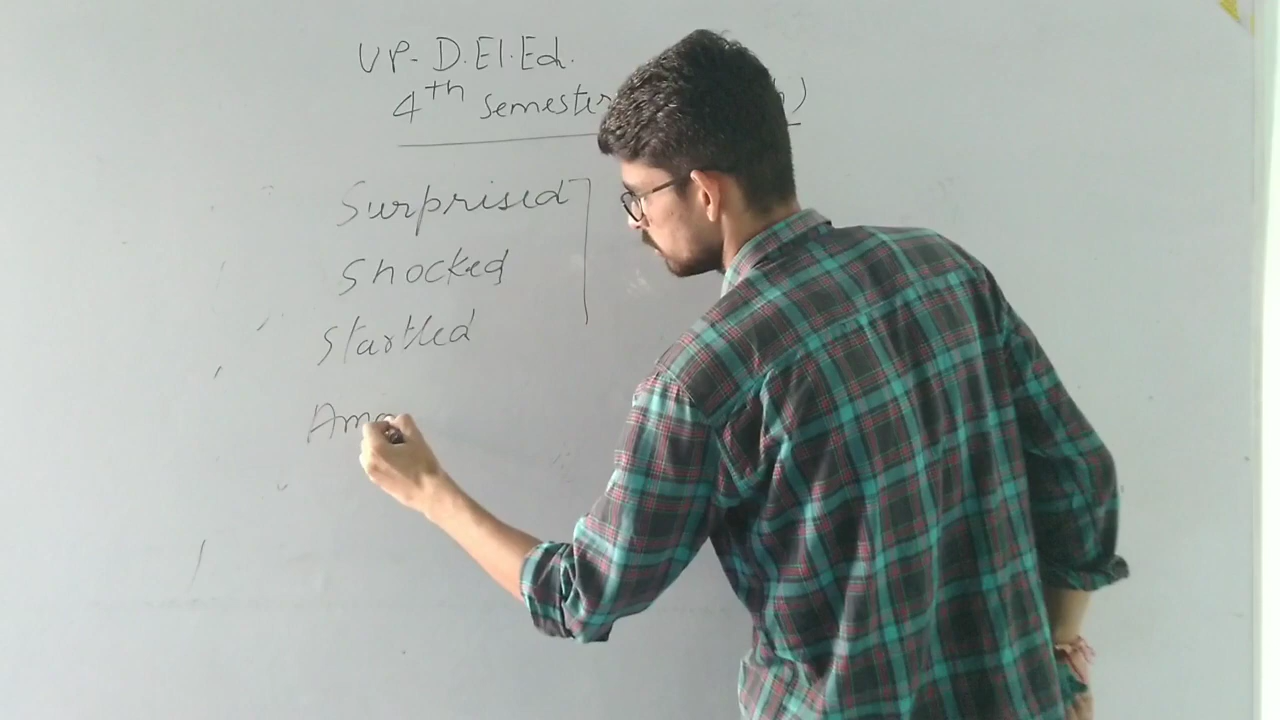 UP- D.El.Ed.
4th Semester )
Surprised
Shocked
Startled
Ama